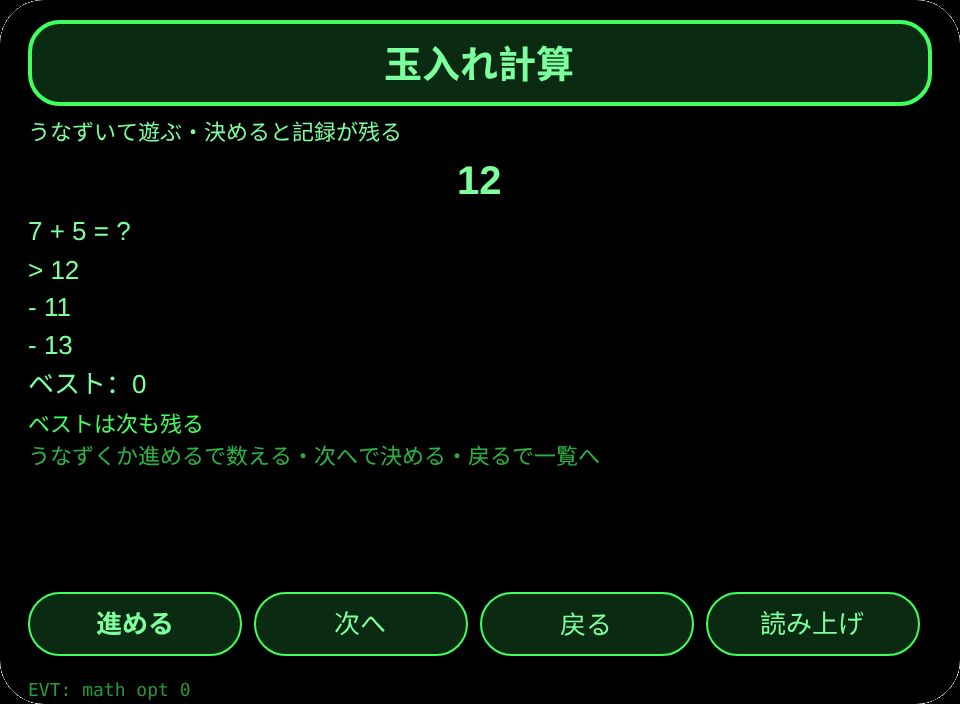 玉入れ計算
うなずいて遊ぶ・決めると記録が残る
12
7 + 5 = ?
> 12
- 11
- 13
ベスト: 0
ベストは次も残る
うなずくか進めるで数える・次へで決める・戻るで一覧へ
進める
次へ
戻る
読み上げ
EVT: math opt 0